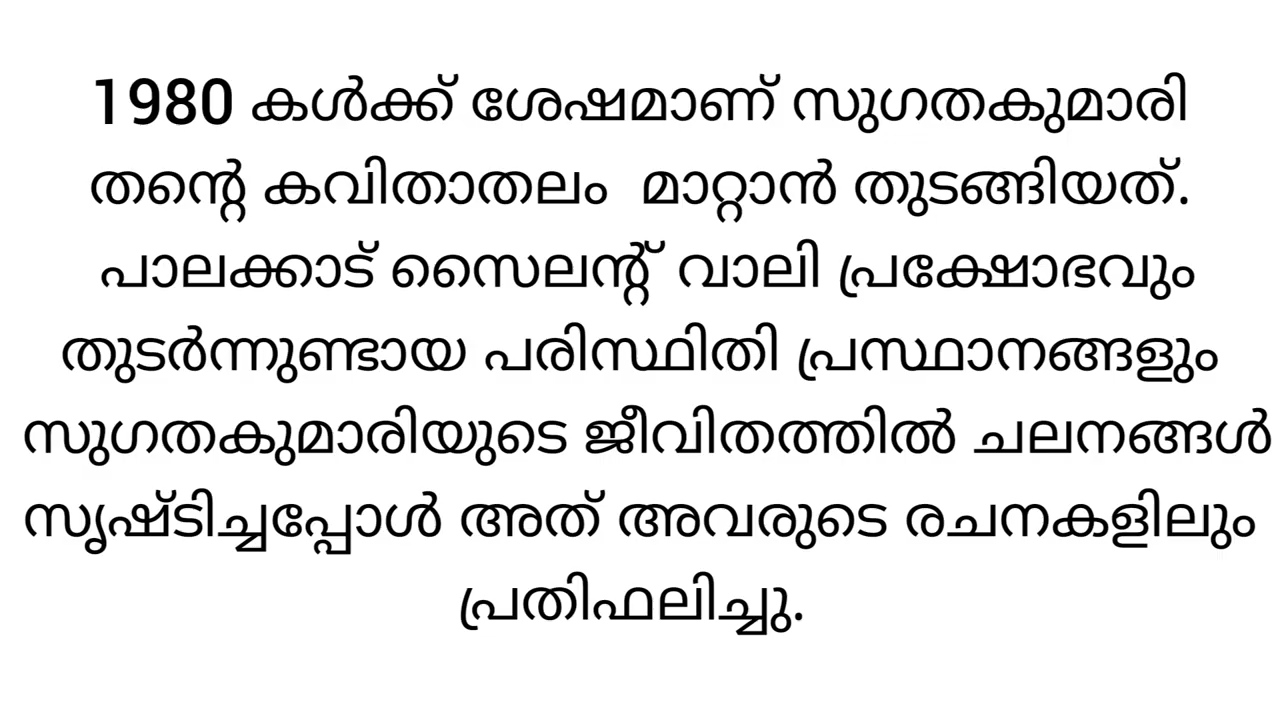 1980 കൾക്ക് ശേഷമാണ് സുഗതകുമാരി
തന്റെ കവിതാതലം മാറ്റാൻ തുടങ്ങിയത്.
പാലക്കാട് സൈലന്റ് വാലി പ്രക്ഷോഭവും
തുടർന്നുണ്ടായ പരിസ്ഥിതി പ്രസ്ഥാനങ്ങളും
സുഗതകുമാരിയുടെ ജീവിതത്തിൽ ചലനങ്ങൾ
സൃഷ്ടിച്ചപ്പോൾ അത് അവരുടെ രചനകളിലും
പ്രതിഫലിച്ചു.